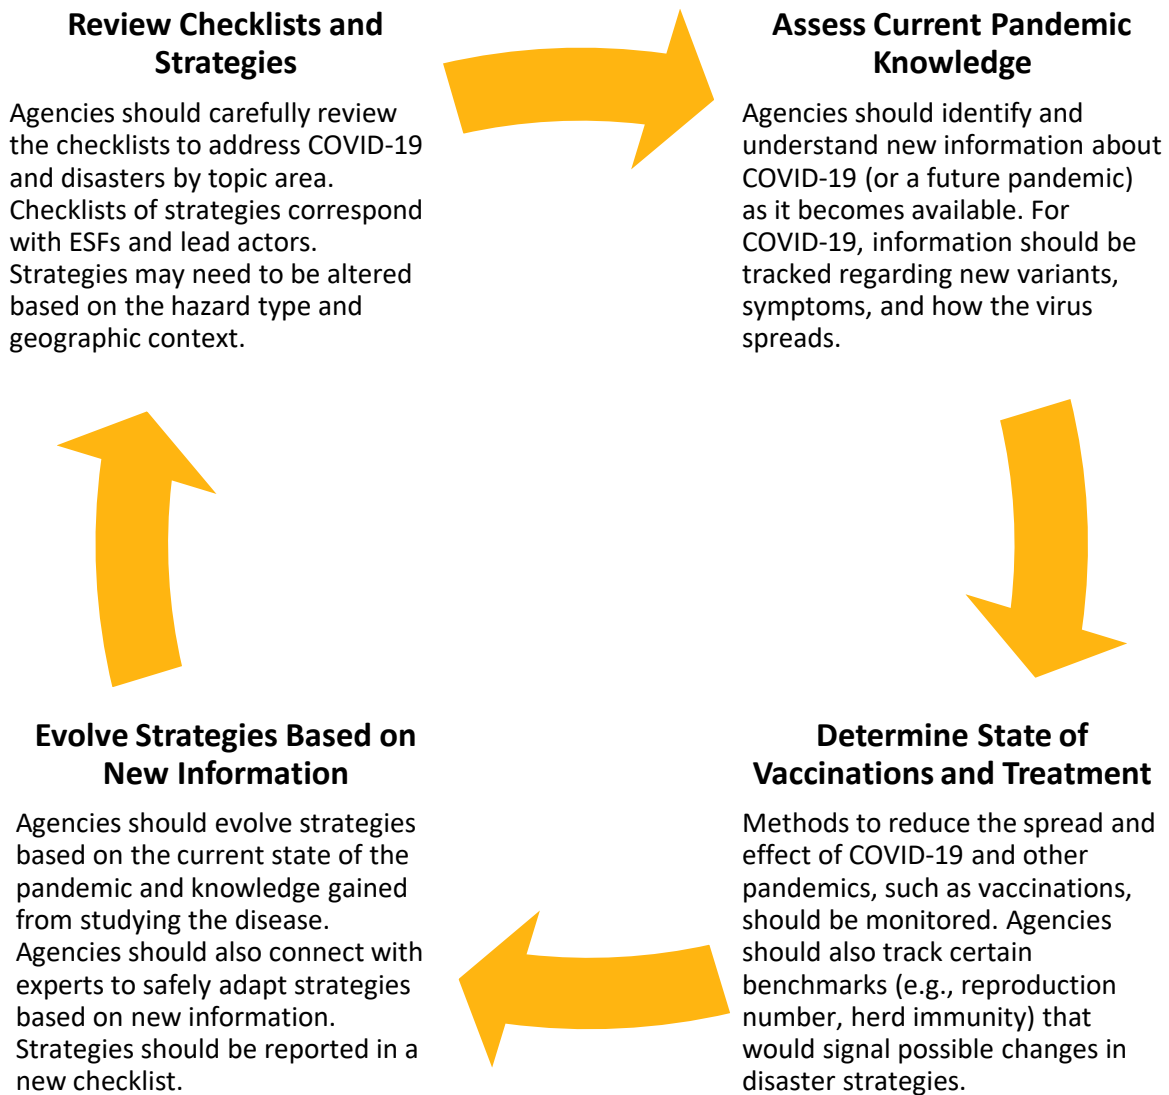 Review Checklists and
Strategies
Agencies should carefully review
the checklists to address COVID-19
and disasters by topic area.
Checklists of strategies correspond
with ESFs and lead actors.
Strategies may need to be altered
based on the hazard type and
geographic context.
Assess Current Pandemic
Knowledge
Agencies should identify and
understand new information about
COVID-19 (or a future pandemic)
as it becomes available. For
COVID-19, information should be
tracked regarding new variants,
symptoms, and how the virus
spreads.
Determine State of
Vaccinations and Treatment
Methods to reduce the spread and
effect of COVID-19 and other
pandemics, such as vaccinations,
should be monitored. Agencies
should also track certain
benchmarks (e.g., reproduction
number, herd immunity) that
would signal possible changes in
disaster strategies.
Evolve Strategies Based on
New Information
Agencies should evolve strategies
based on the current state of the
pandemic and knowledge gained
from studying the disease.
Agencies should also connect with
experts to safely adapt strategies
based on new information.
Strategies should be reported in a
new checklist.